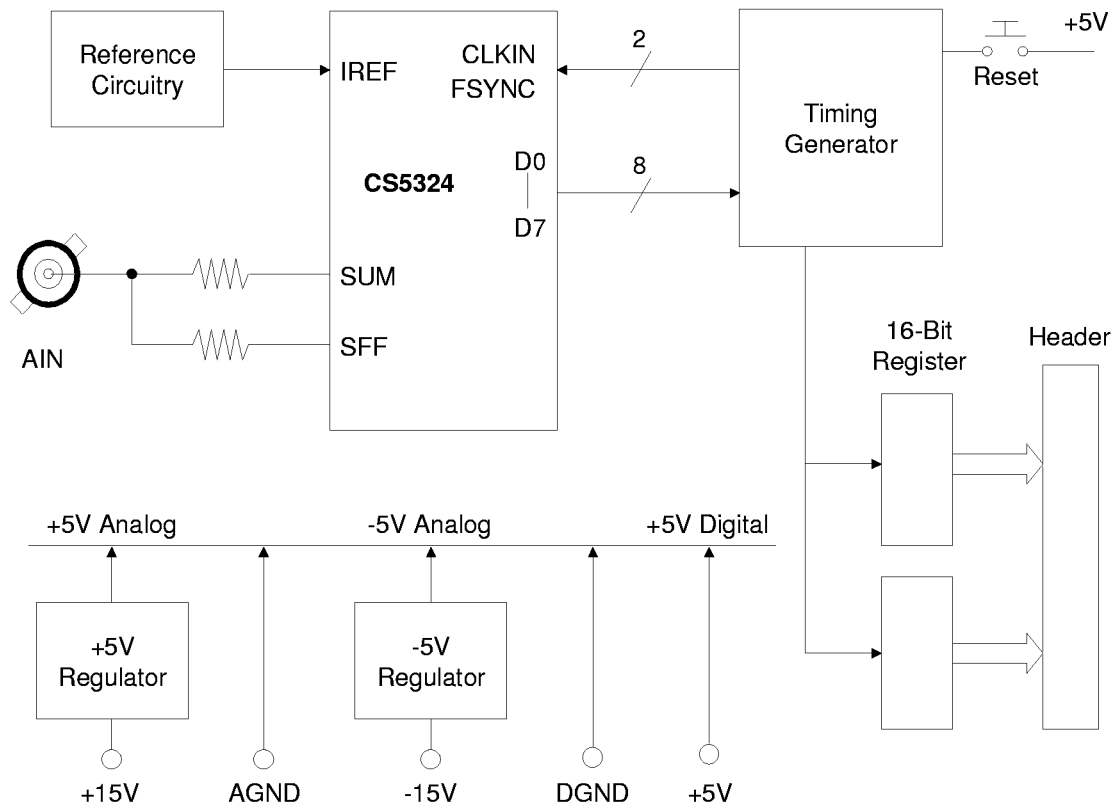 Reference
Circuitry
IREF
CLKIN
FSYNC
2
+5V
Reset
Timing
Generator
CS5324
D0
D7
8
SUM
SFF
AIN
16-Bit
Register
Header
+5V Analog
-5V Analog
+5V Digital
+5V
Regulator
-5V
Regulator
+15V
AGND
-15V
DGND
+5V